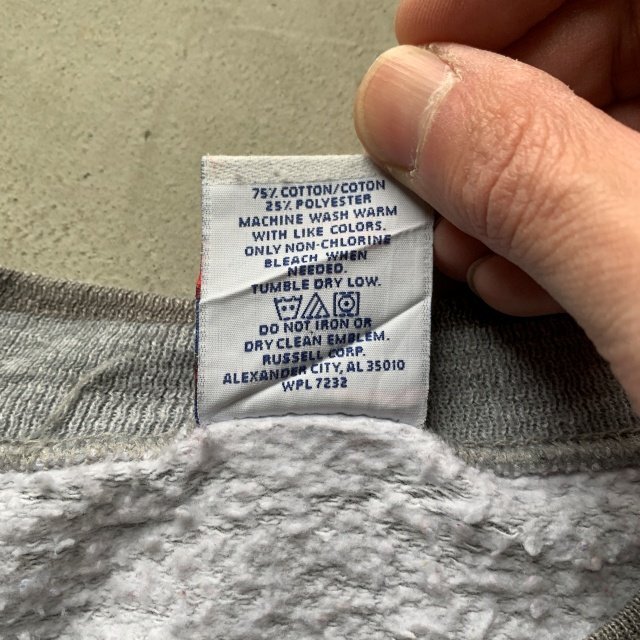 75% COTTON/COTON
25% POLYESTER
MACHINE WASH WARM
WITH LIKE COLORS.
ONLY NON-CHLORINE
BLEACH WHEN
NEEDED.
TUMBLE DRY LOW.
DO NOT IRON OR
DRY CLEAN EMBLEM.
RUSSELL CORP.
ALEXANDER CITY, AL 35010
WPL 7232